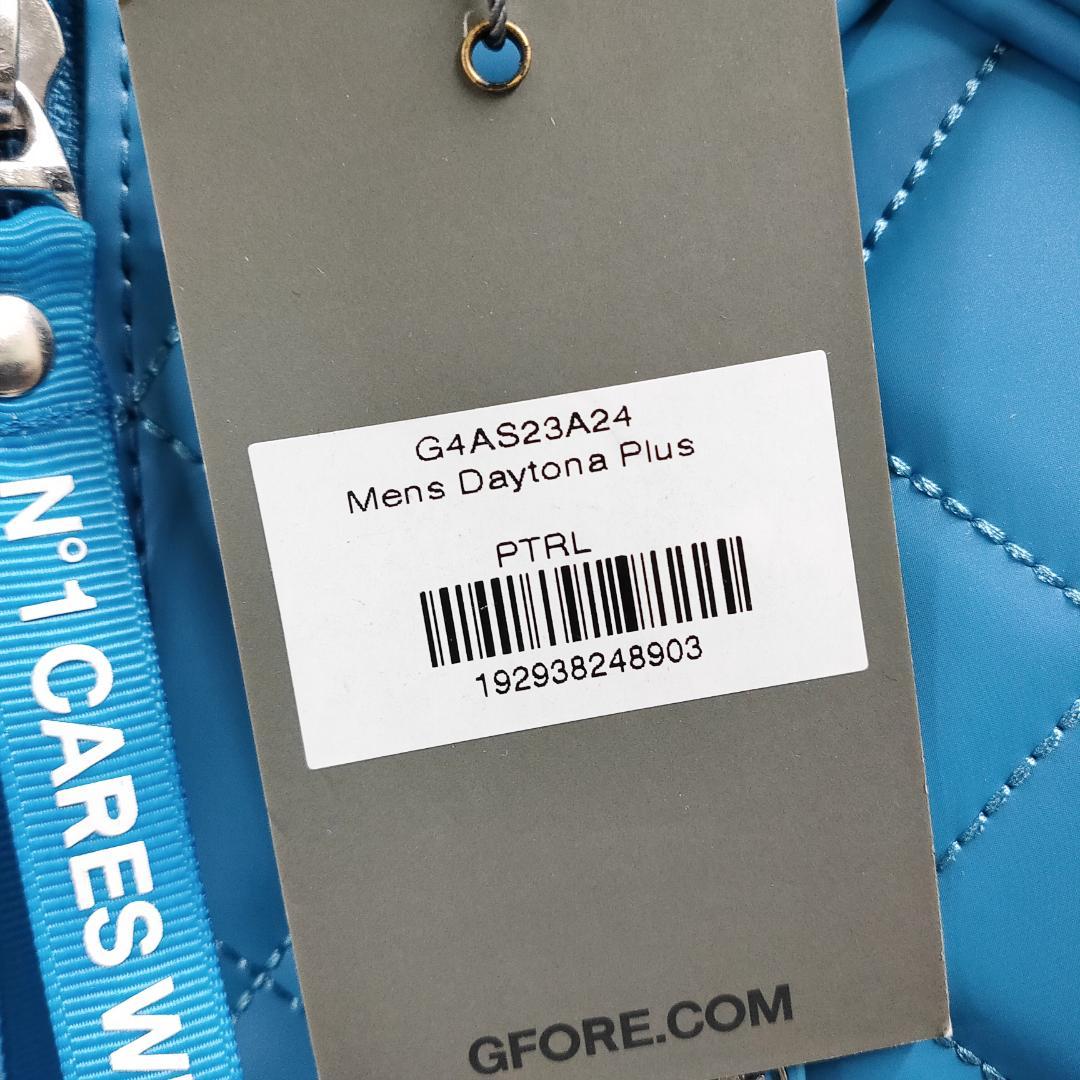 G4AS23A24
Mens Daytona Plus
PTRL
192938248903
GFORE.COM
N°1 CARES